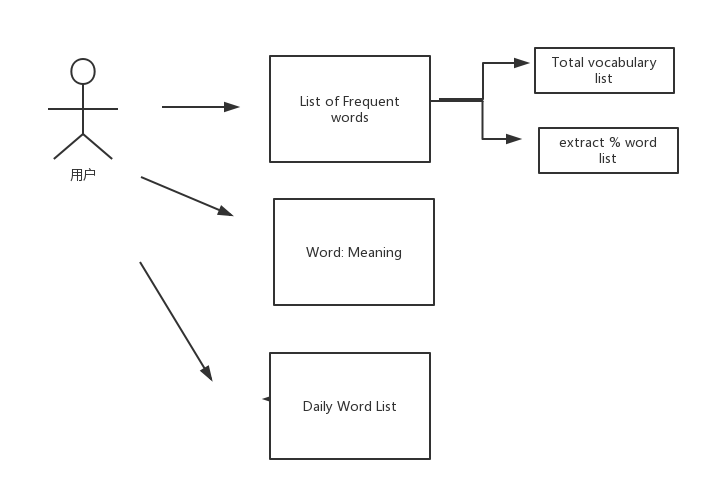 用户
List of Frequent
words
Total vocabulary
list
extract % word
list
Word: Meaning
Daily Word List